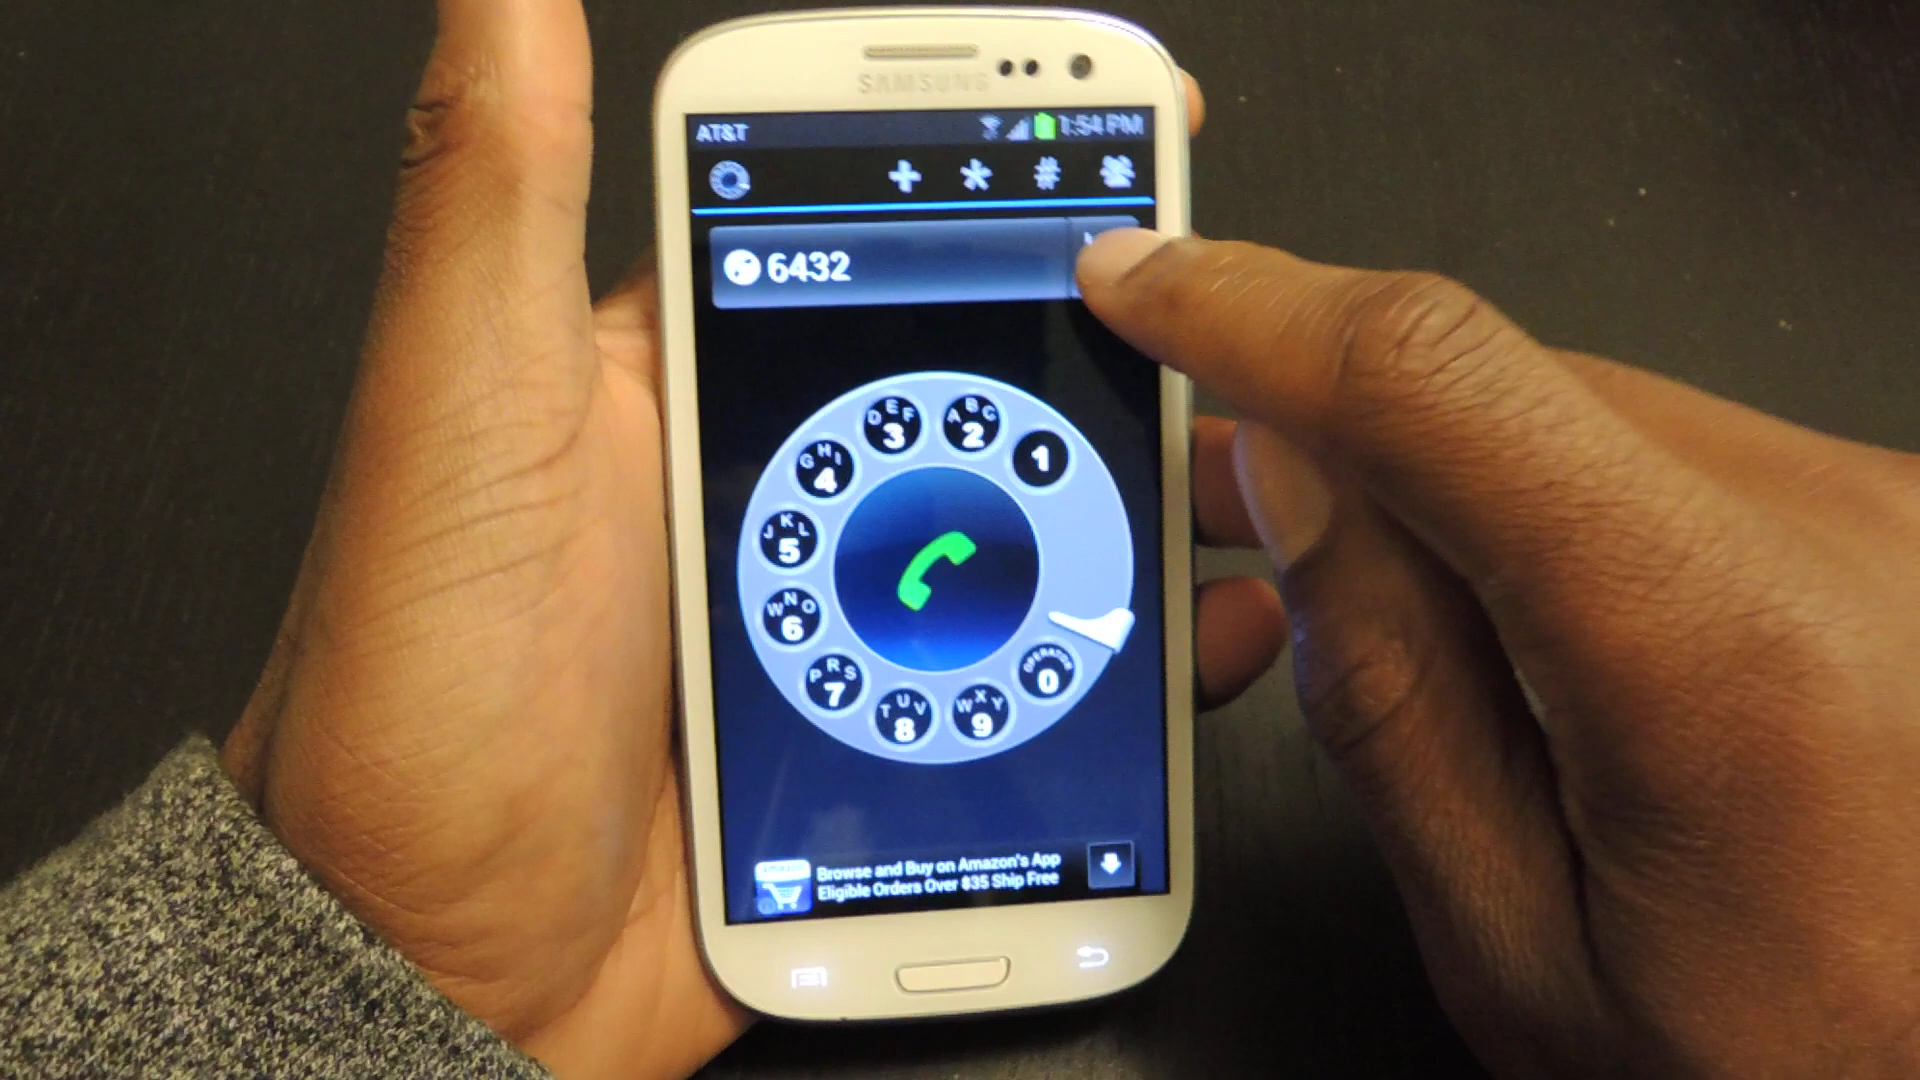 SAMSUNG
AT&T 1:54 PM
+ * #
6432
ABC 2
DEF 3
1
GHI 4
JKL 5
WNO 6
PRS 7
TUV 8
WXY 9
OPERATOR 0
Browse and Buy on Amazon's App
Eligible Orders Over $35 Ship Free